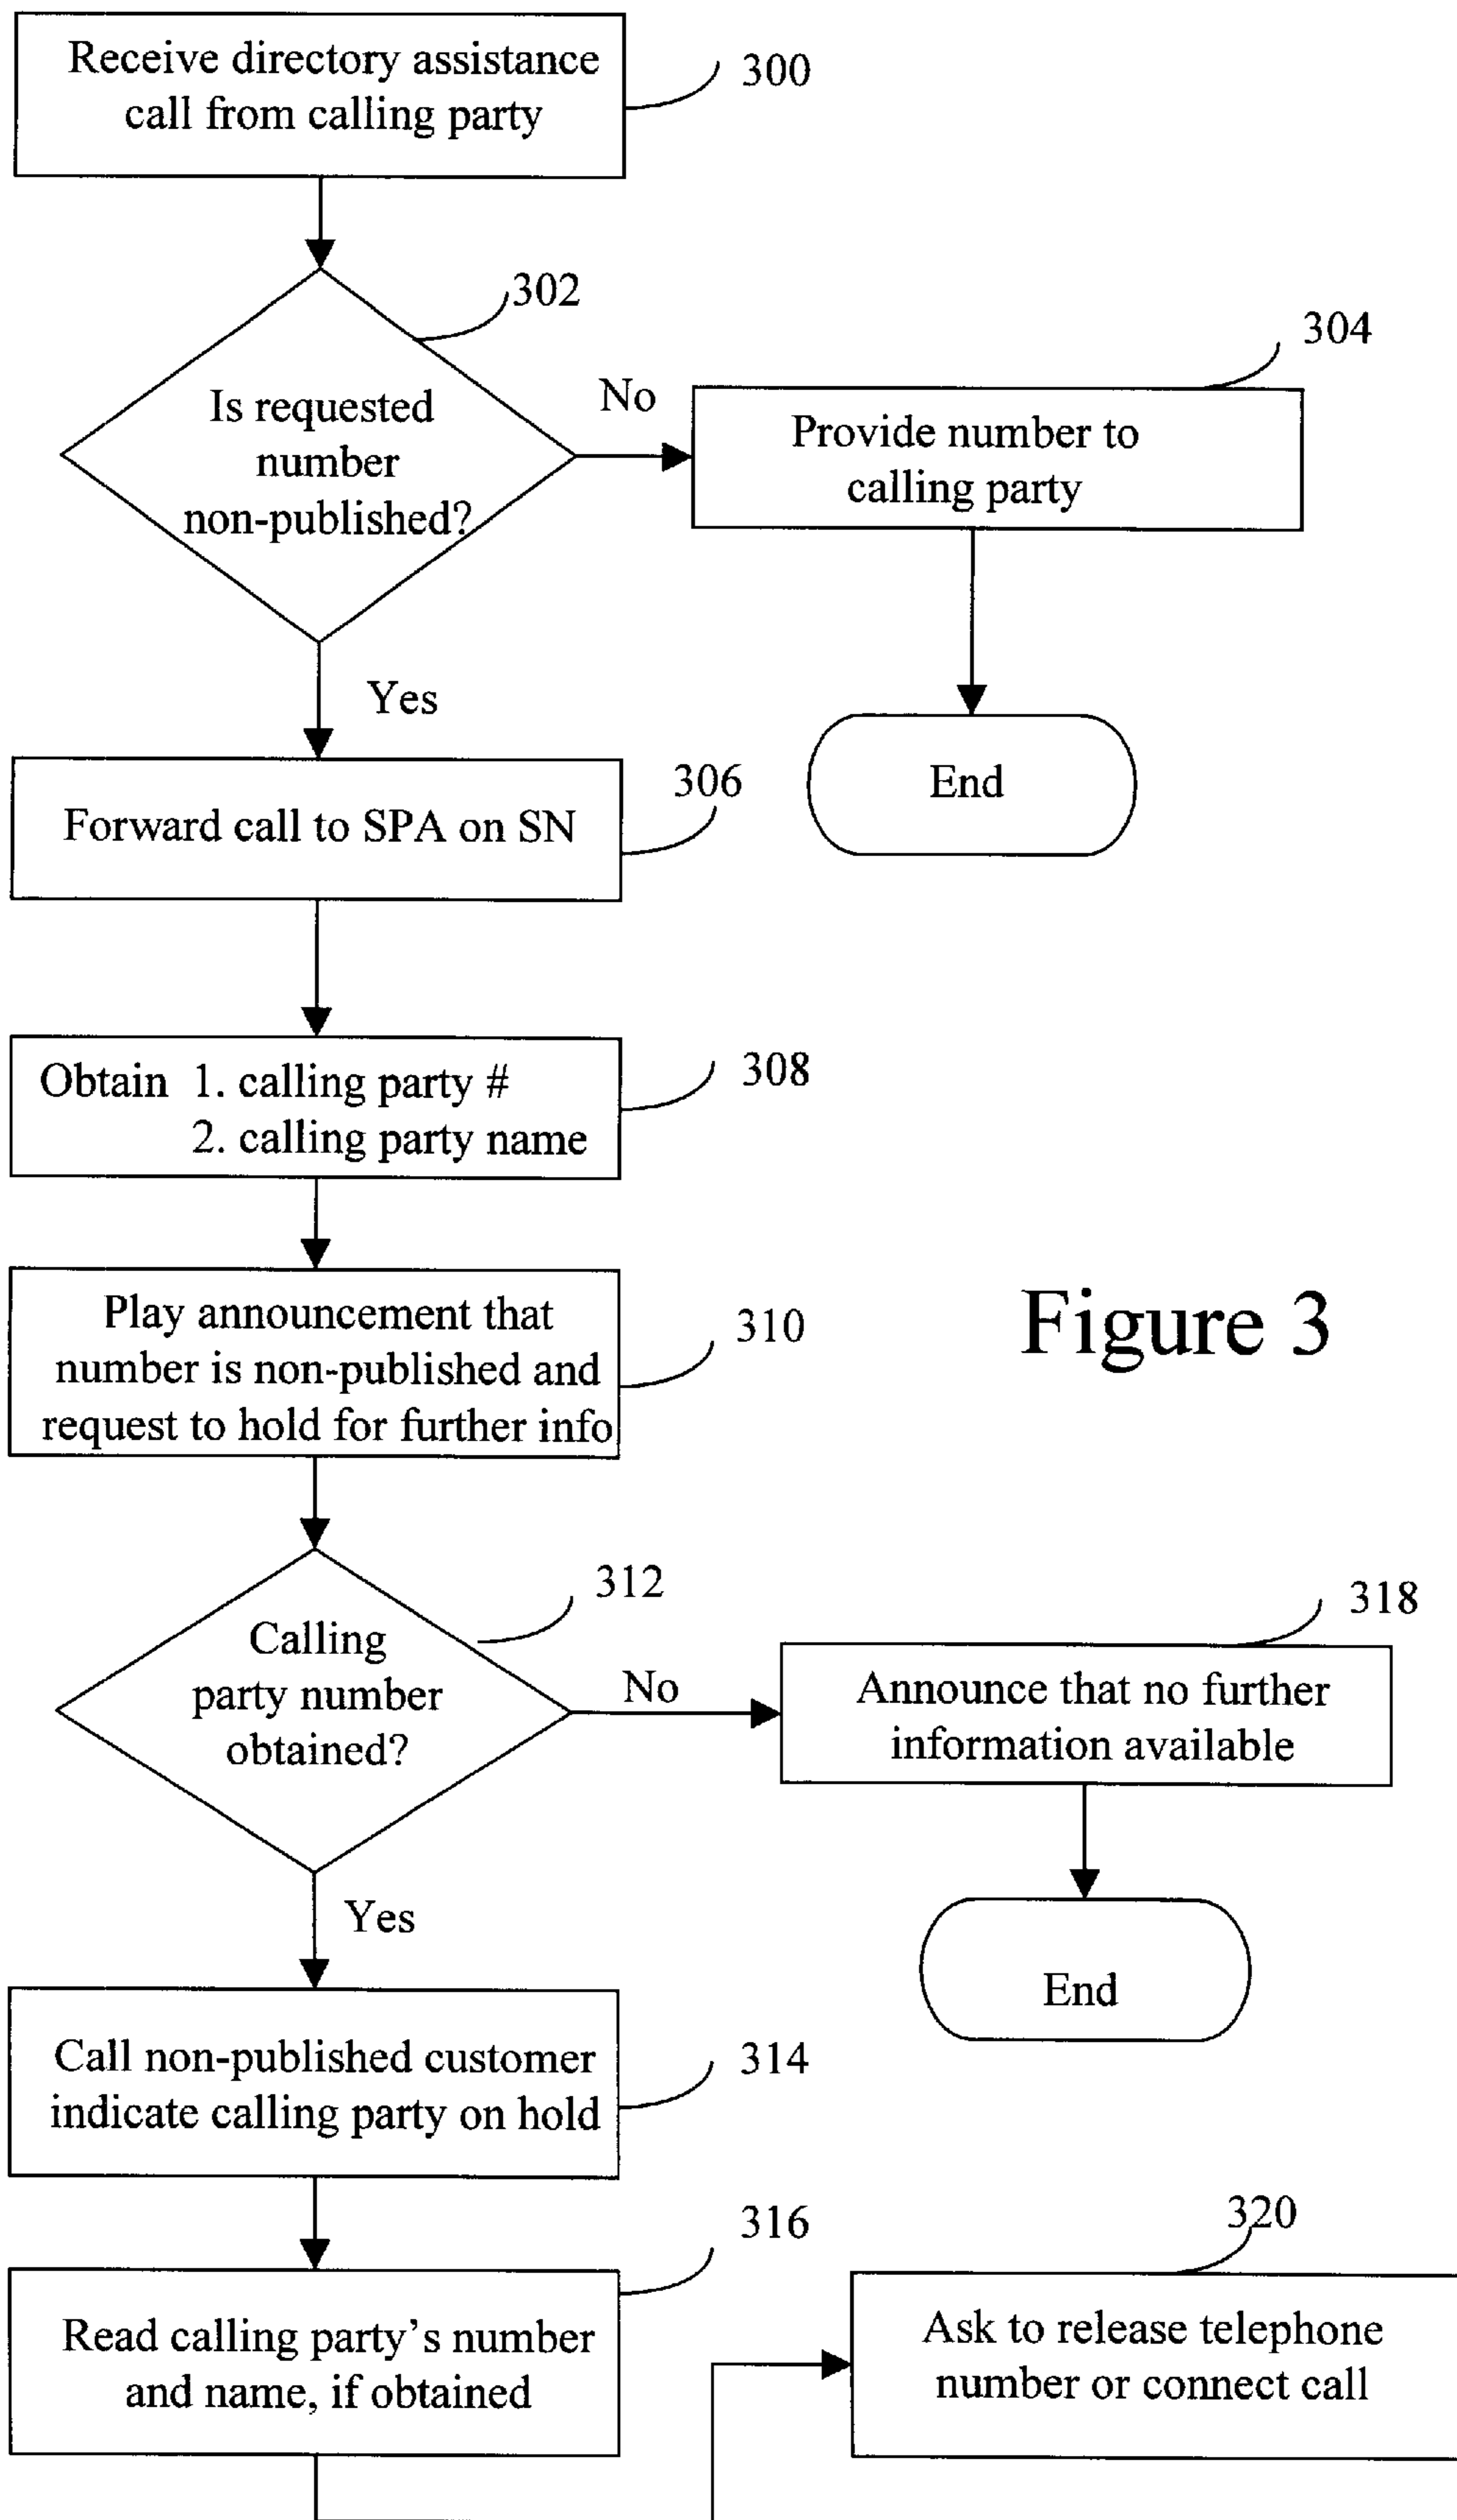 Receive directory assistance
call from calling party
300
302
Is requested
number
non-published?
No
304
Provide number to
calling party
Yes
End
306
Forward call to SPA on SN
Obtain 1. calling party #
2. calling party name
308
Play announcement that
number is non-published and
request to hold for further info
310
Figure 3
312
Calling
party number
obtained?
No
318
Announce that no further
information available
Yes
End
Call non-published customer
indicate calling party on hold
314
316
Read calling party's number
and name, if obtained
320
Ask to release telephone
number or connect call